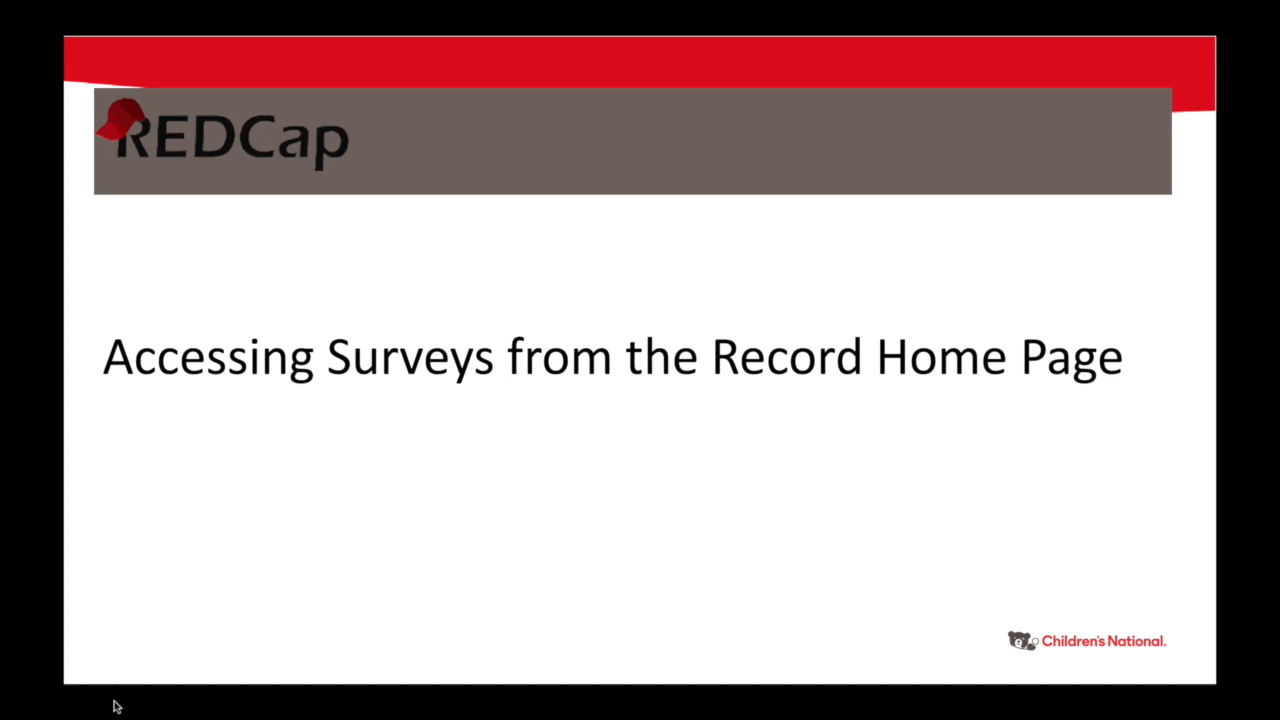 REDCap
Accessing Surveys from the Record Home Page
Children's National.